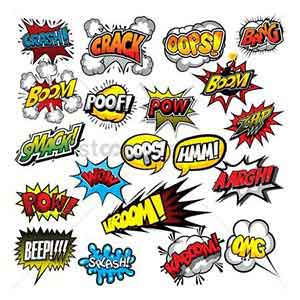 CRASH!
CRACK
OOPS!
BANG
BOOM
BOOM
POOF!
POW
SMACK!
OOPS!
HMM!
WOW
AARGH!!
POW!
VROOM!
BEEP!!!!
SPLASH!
KABOOM!
OMG